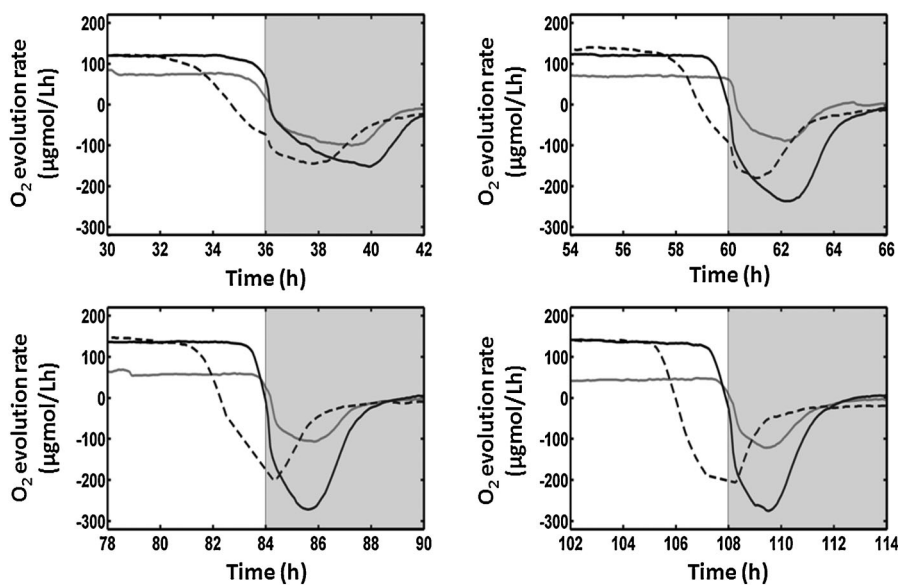 O₂ evolution rate
(µgmol/Lh)
200
100
0
-100
-200
-300
30 32 34 36 38 40 42
Time (h)
O₂ evolution rate
(µgmol/Lh)
200
100
0
-100
-200
-300
54 56 58 60 62 64 66
Time (h)
O₂ evolution rate
(µgmol/Lh)
200
100
0
-100
-200
-300
78 80 82 84 86 88 90
Time (h)
O₂ evolution rate
(µgmol/Lh)
200
100
0
-100
-200
-300
102 104 106 108 110 112 114
Time (h)